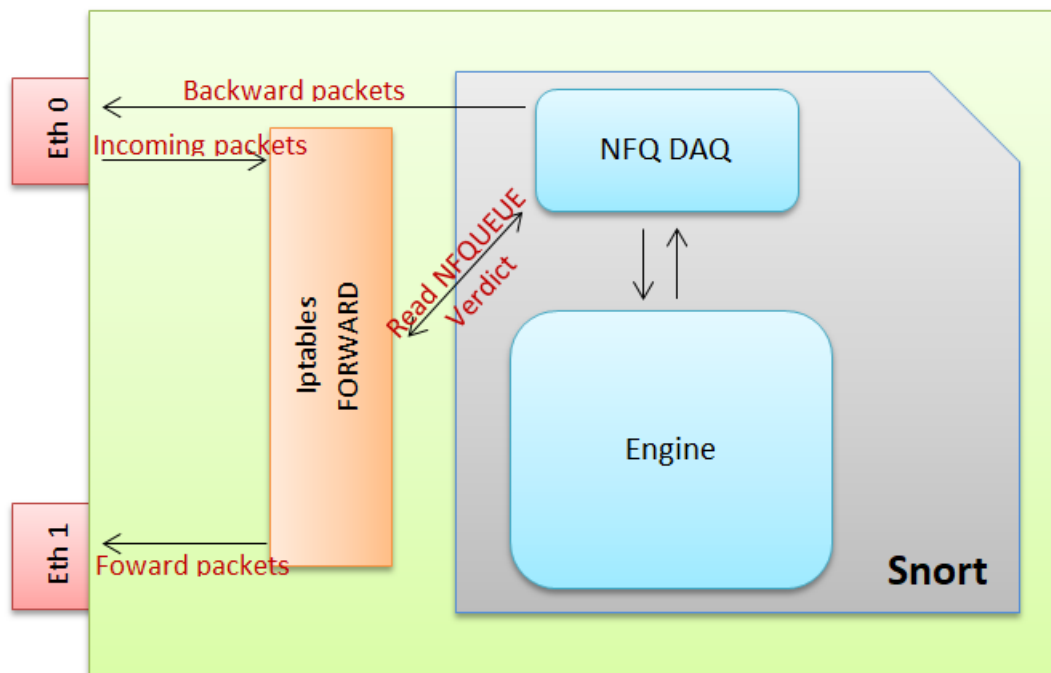 Eth 0
Backward packets
Incoming packets
NFQ DAQ
Iptables
FORWARD
Read NFQUEUE
Verdict
Engine
Eth 1
Foward packets
Snort